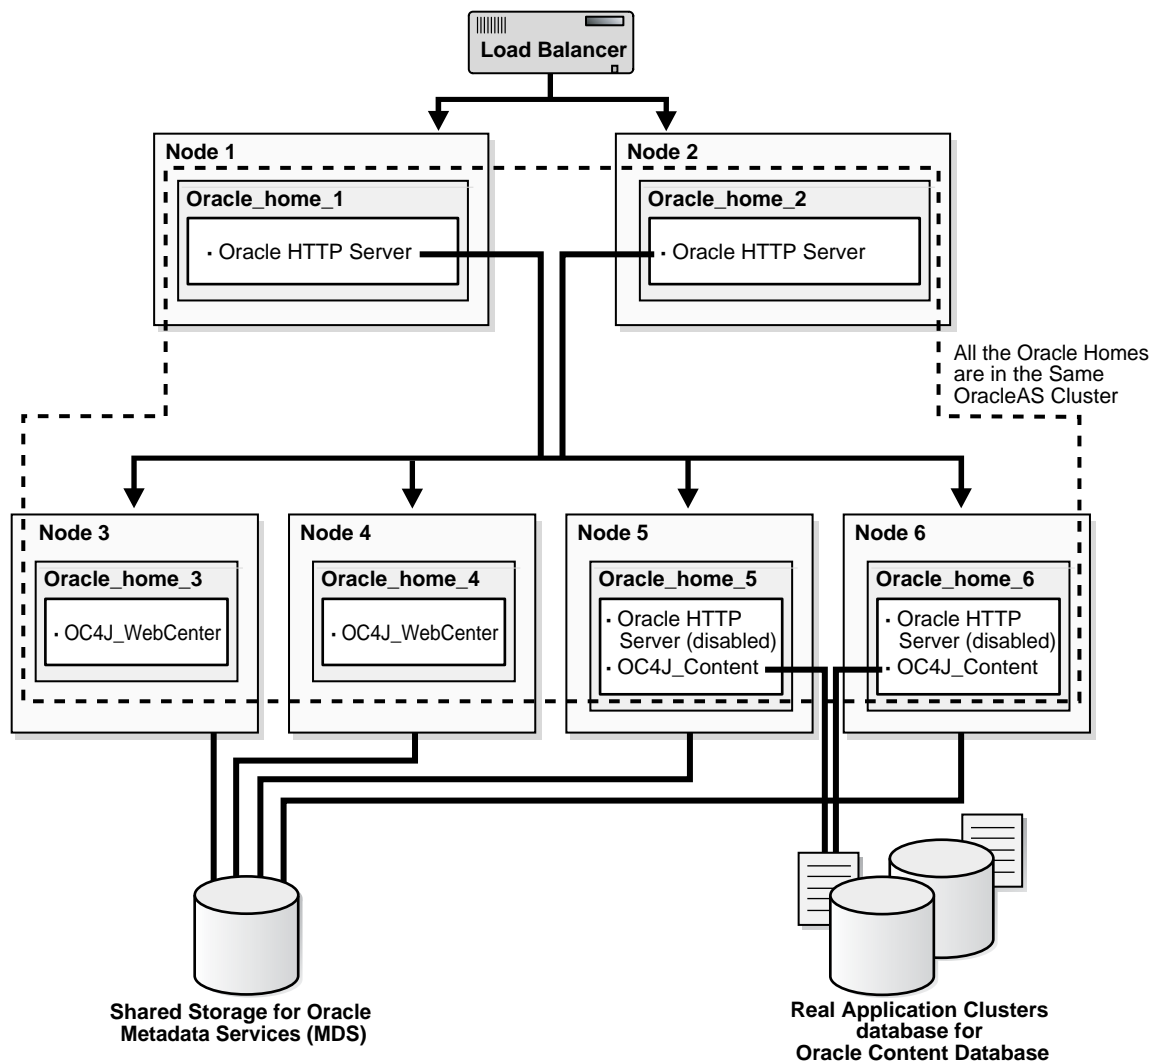 Load Balancer
Node 1
Oracle_home_1
· Oracle HTTP Server
Node 2
Oracle_home_2
· Oracle HTTP Server
All the Oracle Homes
are in the Same
OracleAS Cluster
Node 3
Oracle_home_3
· OC4J_WebCenter
Node 4
Oracle_home_4
· OC4J_WebCenter
Node 5
Oracle_home_5
· Oracle HTTP
Server (disabled)
· OC4J_Content
Node 6
Oracle_home_6
· Oracle HTTP
Server (disabled)
· OC4J_Content
Shared Storage for Oracle
Metadata Services (MDS)
Real Application Clusters
database for
Oracle Content Database